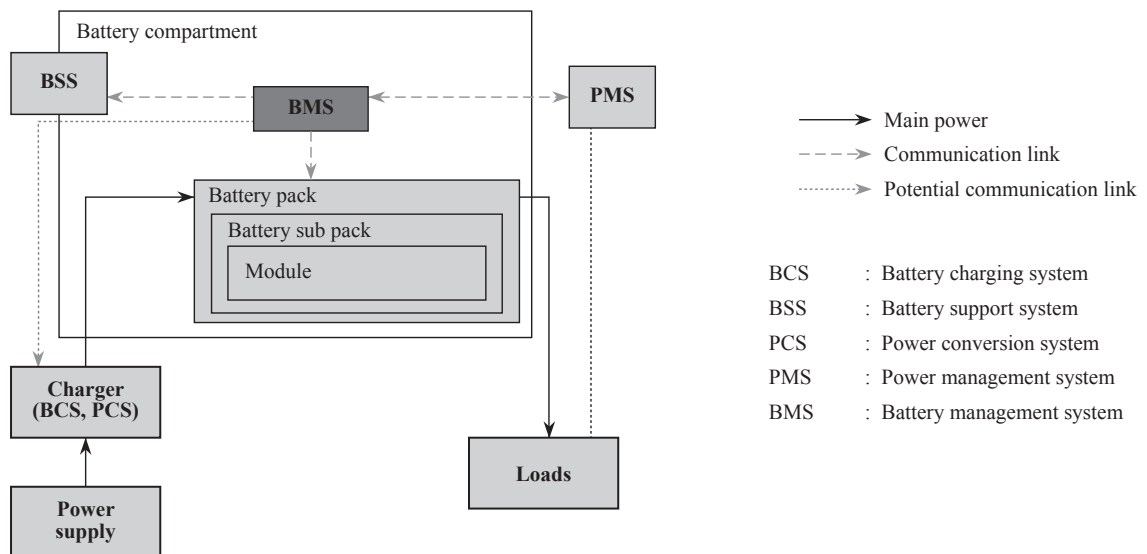 Battery compartment
BSS
BMS
PMS
Battery pack
Battery sub pack
Module
Charger
(BCS, PCS)
Power
supply
Loads
Main power
Communication link
Potential communication link
BCS : Battery charging system
BSS : Battery support system
PCS : Power conversion system
PMS : Power management system
BMS : Battery management system